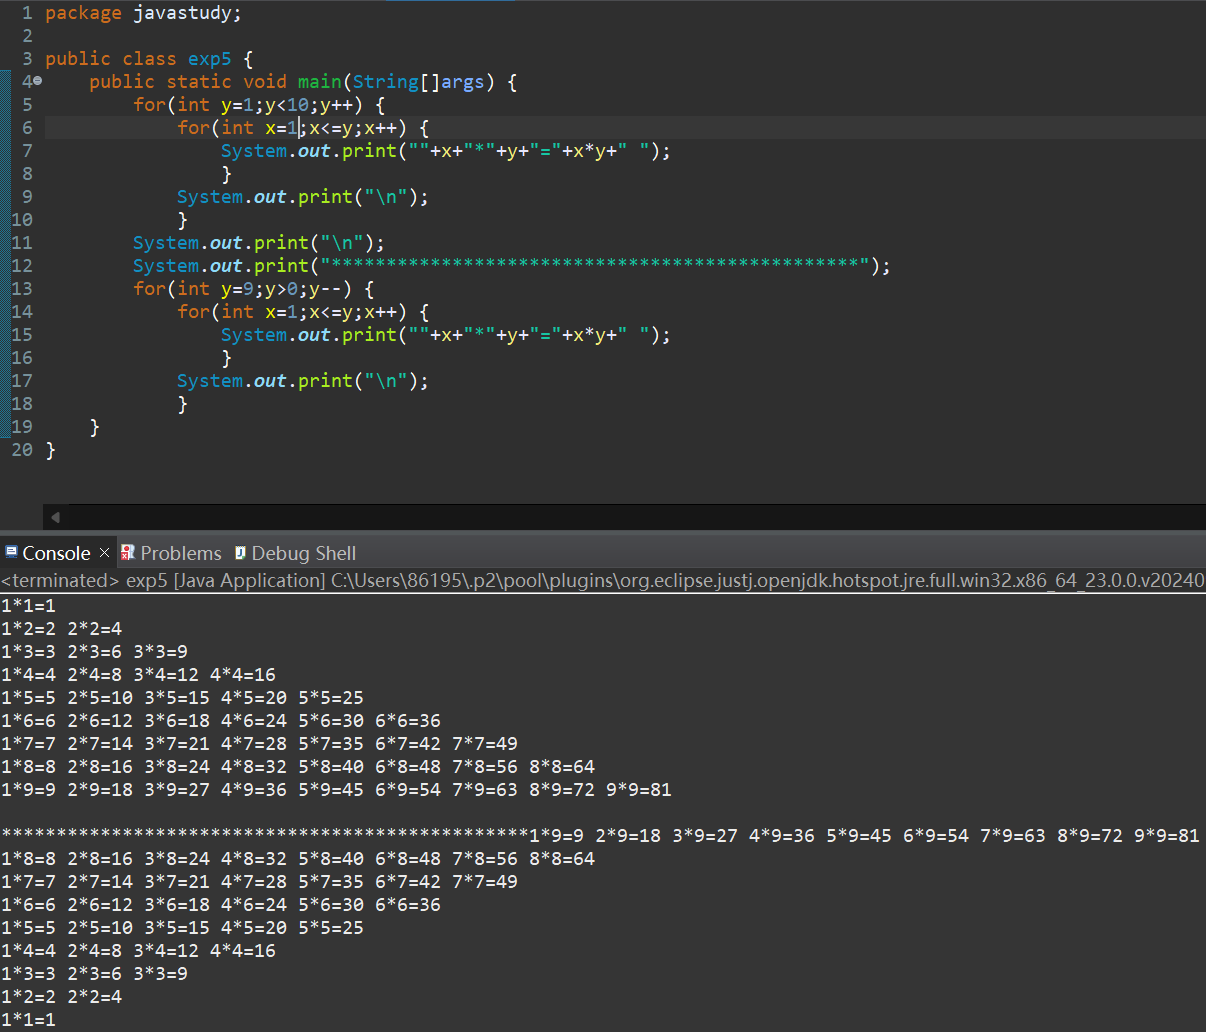 1 package javastudy;
2
3 public class exp5 {
4 public static void main(String[]args) {
5 for(int y=1;y<10;y++) {
6 for(int x=1;x<=y;x++) {
7 System.out.print(""+x+"*"+y+"="+x*y+" ");
8 }
9 System.out.print("\n");
10 }
11 System.out.print("\n");
12 System.out.print("************************************************");
13 for(int y=9;y>0;y--) {
14 for(int x=1;x<=y;x++) {
15 System.out.print(""+x+"*"+y+"="+x*y+" ");
16 }
17 System.out.print("\n");
18 }
19 }
20 }
Console Problems Debug Shell
<terminated> exp5 [Java Application] C:\Users\86195\.p2\pool\plugins\org.eclipse.justj.openjdk.hotspot.jre.full.win32.x86_64_23.0.0.v20240
1*1=1
1*2=2 2*2=4
1*3=3 2*3=6 3*3=9
1*4=4 2*4=8 3*4=12 4*4=16
1*5=5 2*5=10 3*5=15 4*5=20 5*5=25
1*6=6 2*6=12 3*6=18 4*6=24 5*6=30 6*6=36
1*7=7 2*7=14 3*7=21 4*7=28 5*7=35 6*7=42 7*7=49
1*8=8 2*8=16 3*8=24 4*8=32 5*8=40 6*8=48 7*8=56 8*8=64
1*9=9 2*9=18 3*9=27 4*9=36 5*9=45 6*9=54 7*9=63 8*9=72 9*9=81
************************************************1*9=9 2*9=18 3*9=27 4*9=36 5*9=45 6*9=54 7*9=63 8*9=72 9*9=81
1*8=8 2*8=16 3*8=24 4*8=32 5*8=40 6*8=48 7*8=56 8*8=64
1*7=7 2*7=14 3*7=21 4*7=28 5*7=35 6*7=42 7*7=49
1*6=6 2*6=12 3*6=18 4*6=24 5*6=30 6*6=36
1*5=5 2*5=10 3*5=15 4*5=20 5*5=25
1*4=4 2*4=8 3*4=12 4*4=16
1*3=3 2*3=6 3*3=9
1*2=2 2*2=4
1*1=1